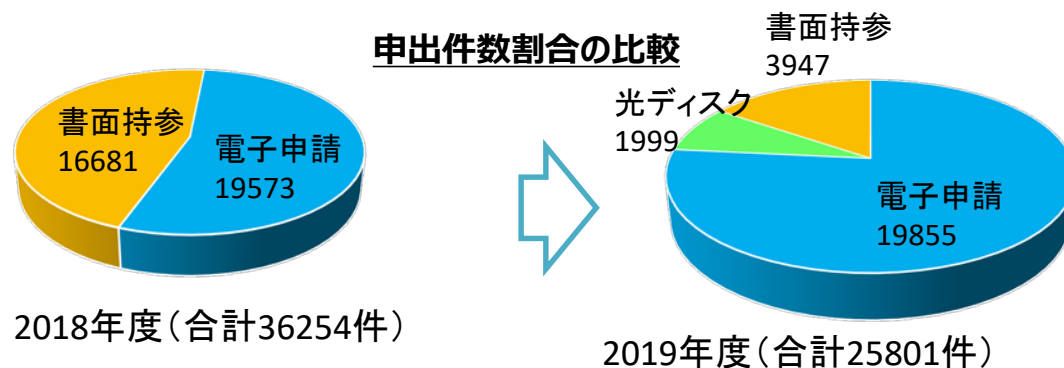 申出件数割合の比較
書面持参
16681
電子申請
19573
2018年度（合計36254件）
書面持参
3947
光ディスク
1999
電子申請
19855
2019年度（合計25801件）